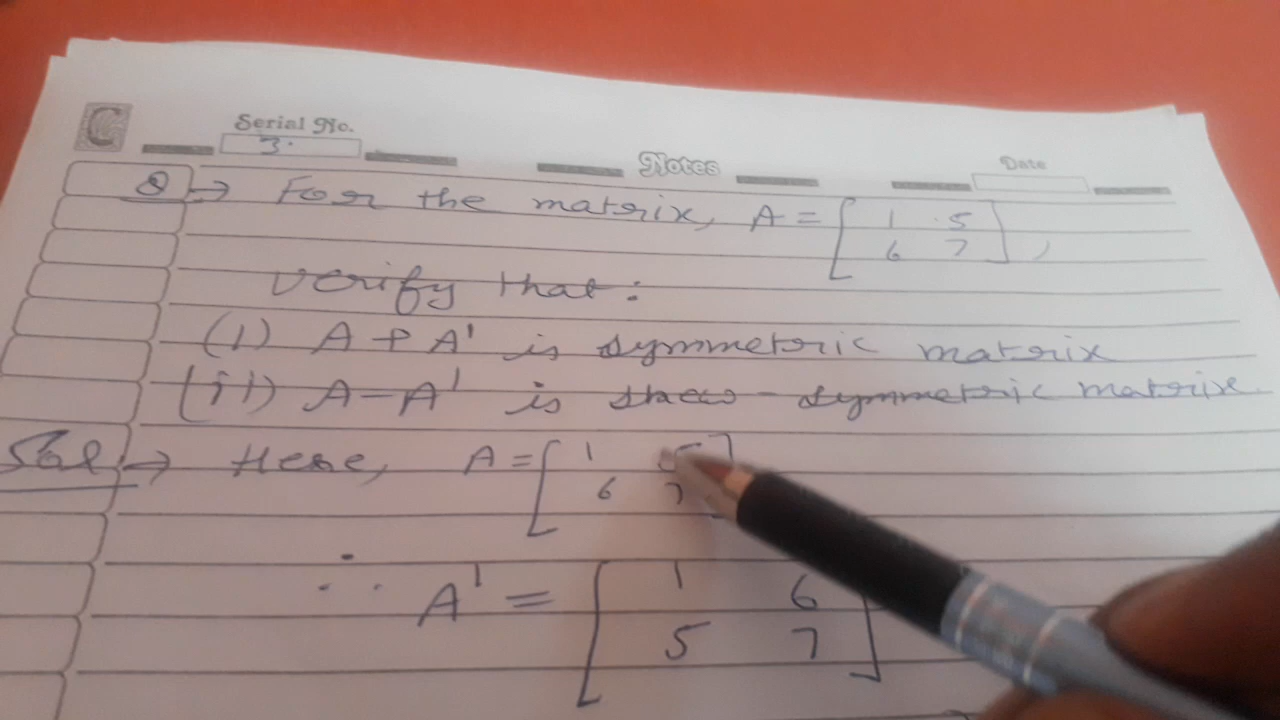 C
Serial No.
3.
Notes
Date
Q → For the matrix, A = [ 1 5
6 7 ] ,
verify that :
(i) A + A' is symmetric matrix
(ii) A - A' is skew - symmetric matrix
Sol → Here, A = [ 1 5 ]
6 7
∴ A' = [ 1 6
5 7 ]